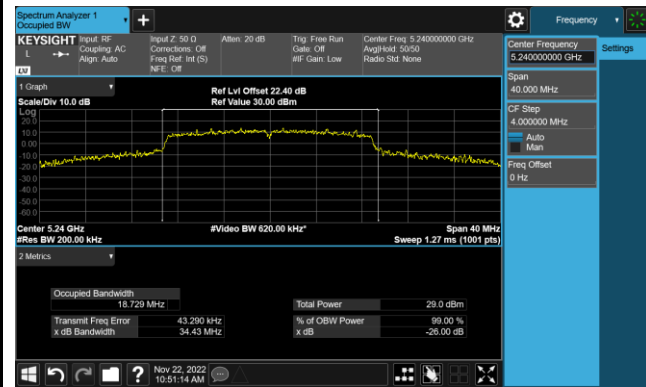 Spectrum Analyzer 1
Occupied BW
+
Frequency
KEYSIGHT
L
LXI
Input: RF
Coupling: AC
Align: Auto
Input Z: 50 Ω
Corrections: Off
Freq Ref: Int (S)
NFE: Off
Atten: 20 dB
Trig: Free Run
Gate: Off
#IF Gain: Low
Center Freq: 5.240000000 GHz
Avg|Hold: 50/50
Radio Std: None
Center Frequency
5.240000000 GHz
Settings
Span
40.000 MHz
CF Step
4.000000 MHz
Auto
Man
Freq Offset
0 Hz
1 Graph
Scale/Div 10.0 dB
Ref Lvl Offset 22.40 dB
Ref Value 30.00 dBm
Log
20.0
10.0
0.00
-10.0
-20.0
-30.0
-40.0
-50.0
-60.0
Center 5.24 GHz
#Res BW 200.00 kHz
#Video BW 620.00 kHz*
Span 40 MHz
Sweep 1.27 ms (1001 pts)
2 Metrics
Occupied Bandwidth
18.729 MHz
Total Power 29.0 dBm
Transmit Freq Error 43.290 kHz
% of OBW Power 99.00 %
x dB Bandwidth 34.43 MHz
x dB -26.00 dB
?
Nov 22, 2022
10:51:14 AM